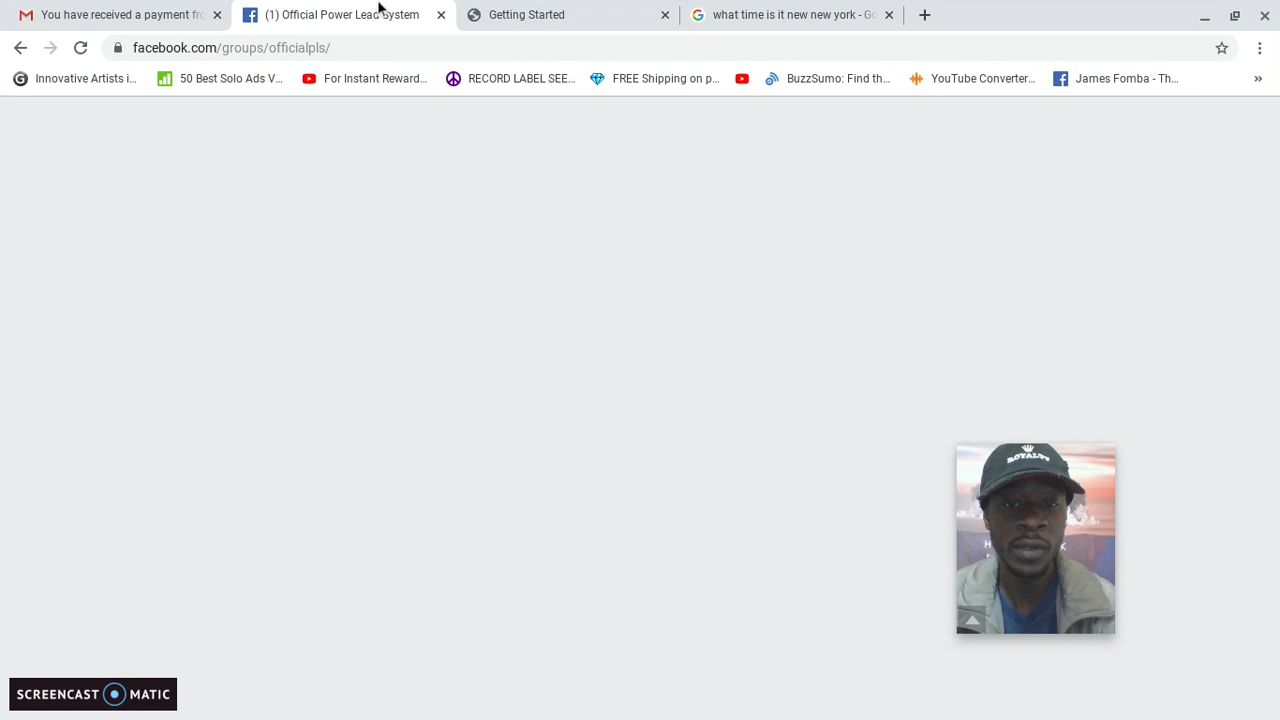 You have received a payment fro
(1) Official Power Lead System
Getting Started
what time is it new new york - Go
facebook.com/groups/officialpls/
Innovative Artists i...
50 Best Solo Ads V...
For Instant Reward...
RECORD LABEL SEE...
FREE Shipping on p...
BuzzSumo: Find th...
YouTube Converter...
James Fomba - Th...
ROYALTY
SCREENCAST MATIC